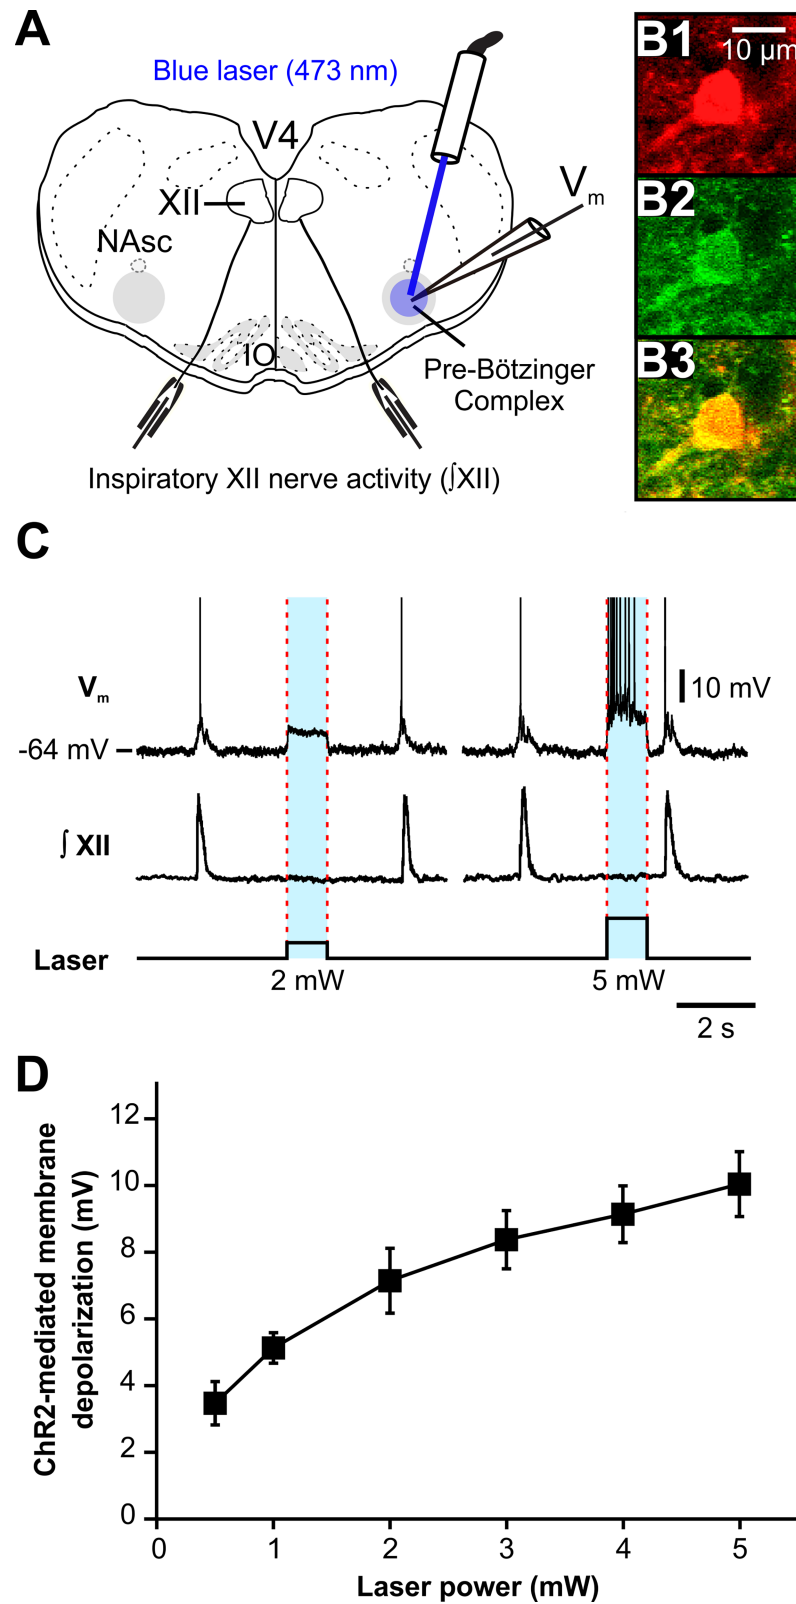 A
Blue laser (473 nm)
V4
XII
Vm
NAsc
IO
Pre-Bötzinger
Complex
Inspiratory XII nerve activity (∫XII)
B1
10 µm
B2
B3
C
Vm
10 mV
-64 mV
∫ XII
Laser
2 mW
5 mW
2 s
D
ChR2-mediated membrane
depolarization (mV)
12
10
8
6
4
2
0
0 1 2 3 4 5
Laser power (mW)